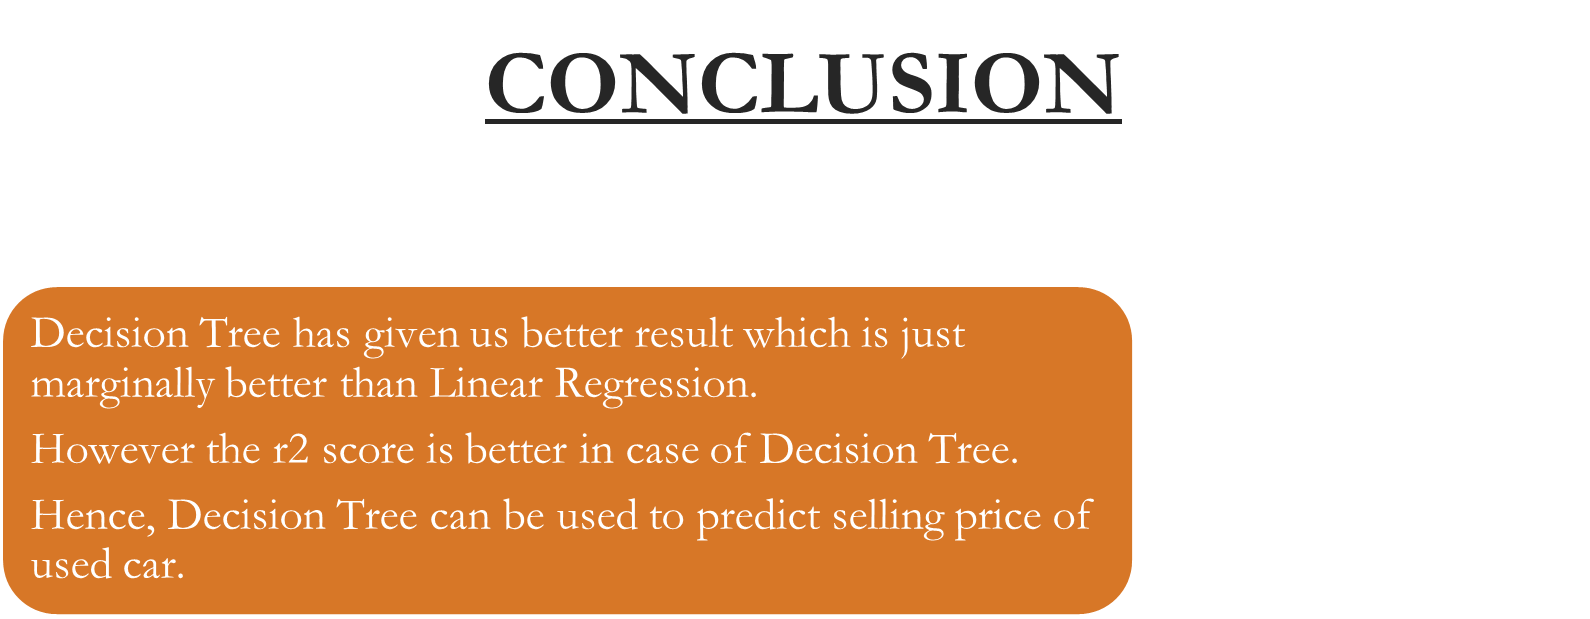 CONCLUSION
Decision Tree has given us better result which is just
marginally better than Linear Regression.
However the r2 score is better in case of Decision Tree.
Hence, Decision Tree can be used to predict selling price of
used car.